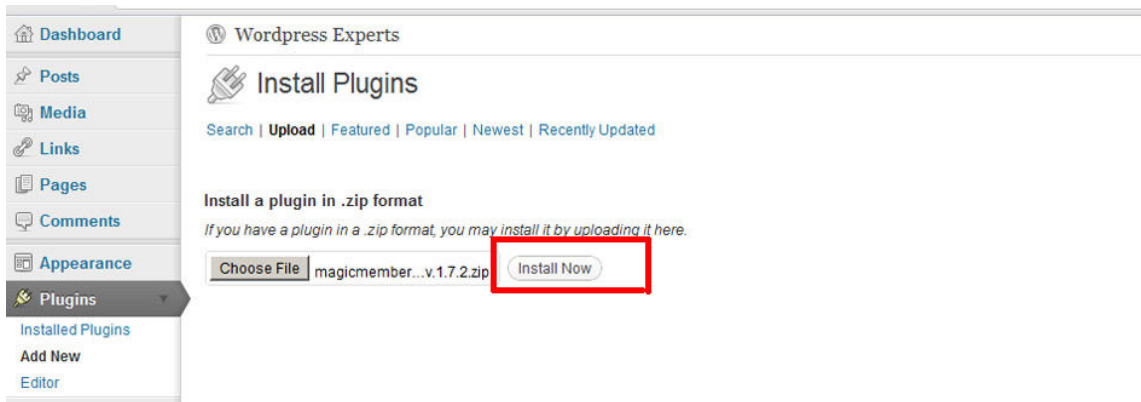 Dashboard
Posts
Media
Links
Pages
Comments
Appearance
Plugins
Installed Plugins
Add New
Editor
Wordpress Experts
Install Plugins
Search | Upload | Featured | Popular | Newest | Recently Updated
Install a plugin in .zip format
If you have a plugin in a .zip format, you may install it by uploading it here.
Choose File magicmember...v.1.7.2.zip Install Now